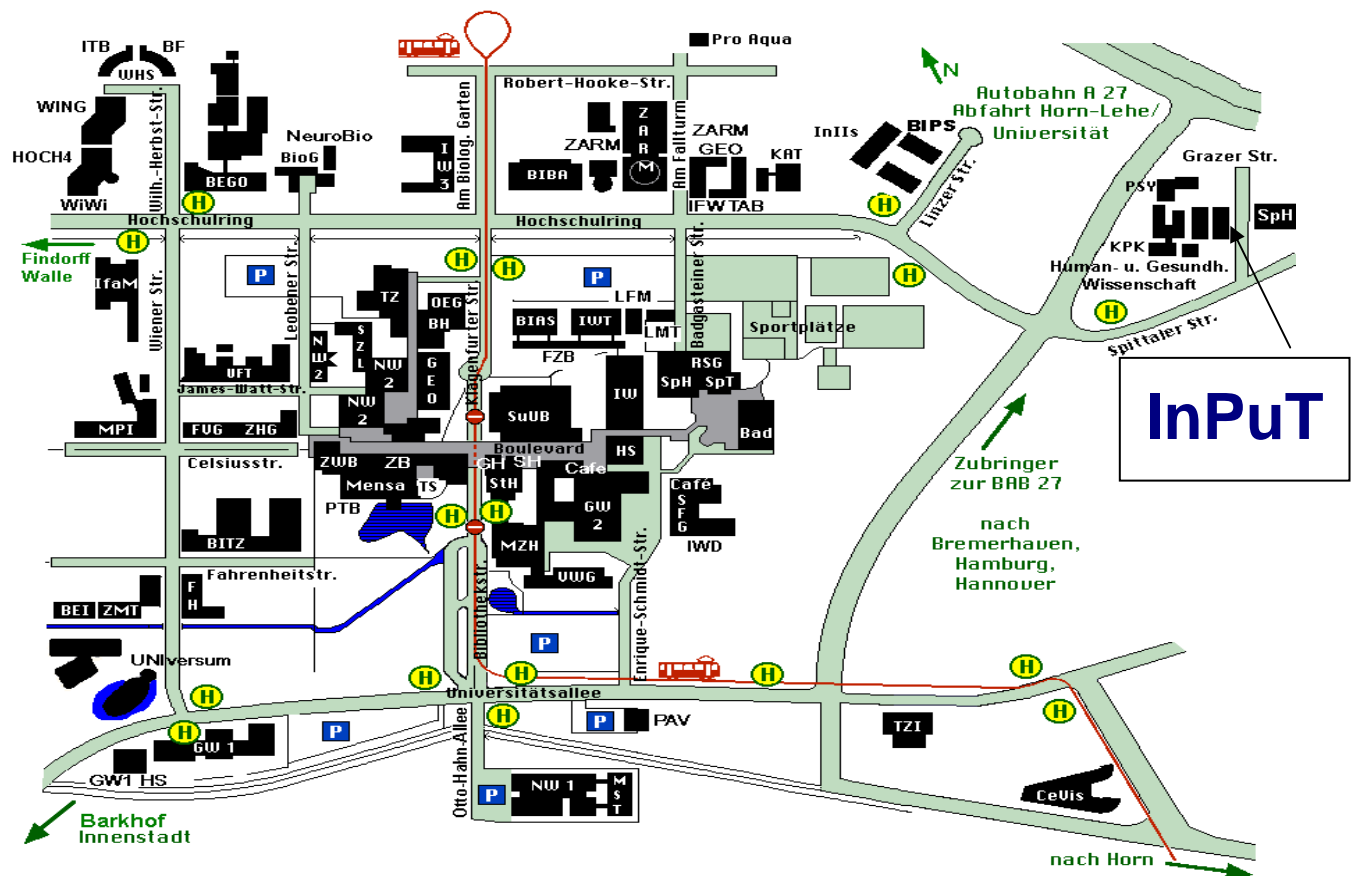 ITB BF
WHS
WING
HOCH4
WiWi
Wilh.-Herbst-Str.
BEGO
NeuroBio
BioG
H
Hochschulring
H
Findorff
Walle
IW3
Am Biolog. Garten
Robert-Hooke-Str.
Pro Aqua
ZARM
ZARM
BIBA
Am Fallturm
ZARM
GEO
KAT
IFW TAB
Hochschulring
N
Autobahn A 27
Abfahrt Horn-Lehe/
Universität
InIIs
BIPS
H
Linzer Str.
Grazer Str.
PSY
SpH
KPK
Human- u. Gesundh.
Wissenschaft
H
Spittaler Str.
InPuT
IfaM
Wiener Str.
P
Leobener Str.
TZ
OEG
BH
H
H
Klagenfurter Str.
P
LFM
BIAS
IWT
LMT
FZB
Badgasteiner Str.
Sportplätze
H
UFT
James-Watt-Str.
NW 2
SZL
NW 2
NW 2
GEO
SuUB
IW
RSG
SpH
SpT
Bad
MPI
FVG ZHG
Celsiusstr.
Boulevard
HS
ZWB
ZB
Mensa
TS
GH
SH
StH
Cafe
GW 2
PTB
H
H
MZH
VWG
Café
SFG
IWD
BITZ
Fahrenheitstr.
BEI
ZMT
FH
Bibliothekstr.
Enrique-Schmidt-Str.
P
Zubringer
zur BAB 27
nach
Bremerhaven,
Hamburg,
Hannover
UNIversum
H
H
H
H
H
H
H
H
Universitätsallee
GW 1
GW1 HS
P
Otto-Hahn-Allee
P
PAV
TZI
P
NW 1
MST
CeVis
Barkhof
Innenstadt
nach Horn